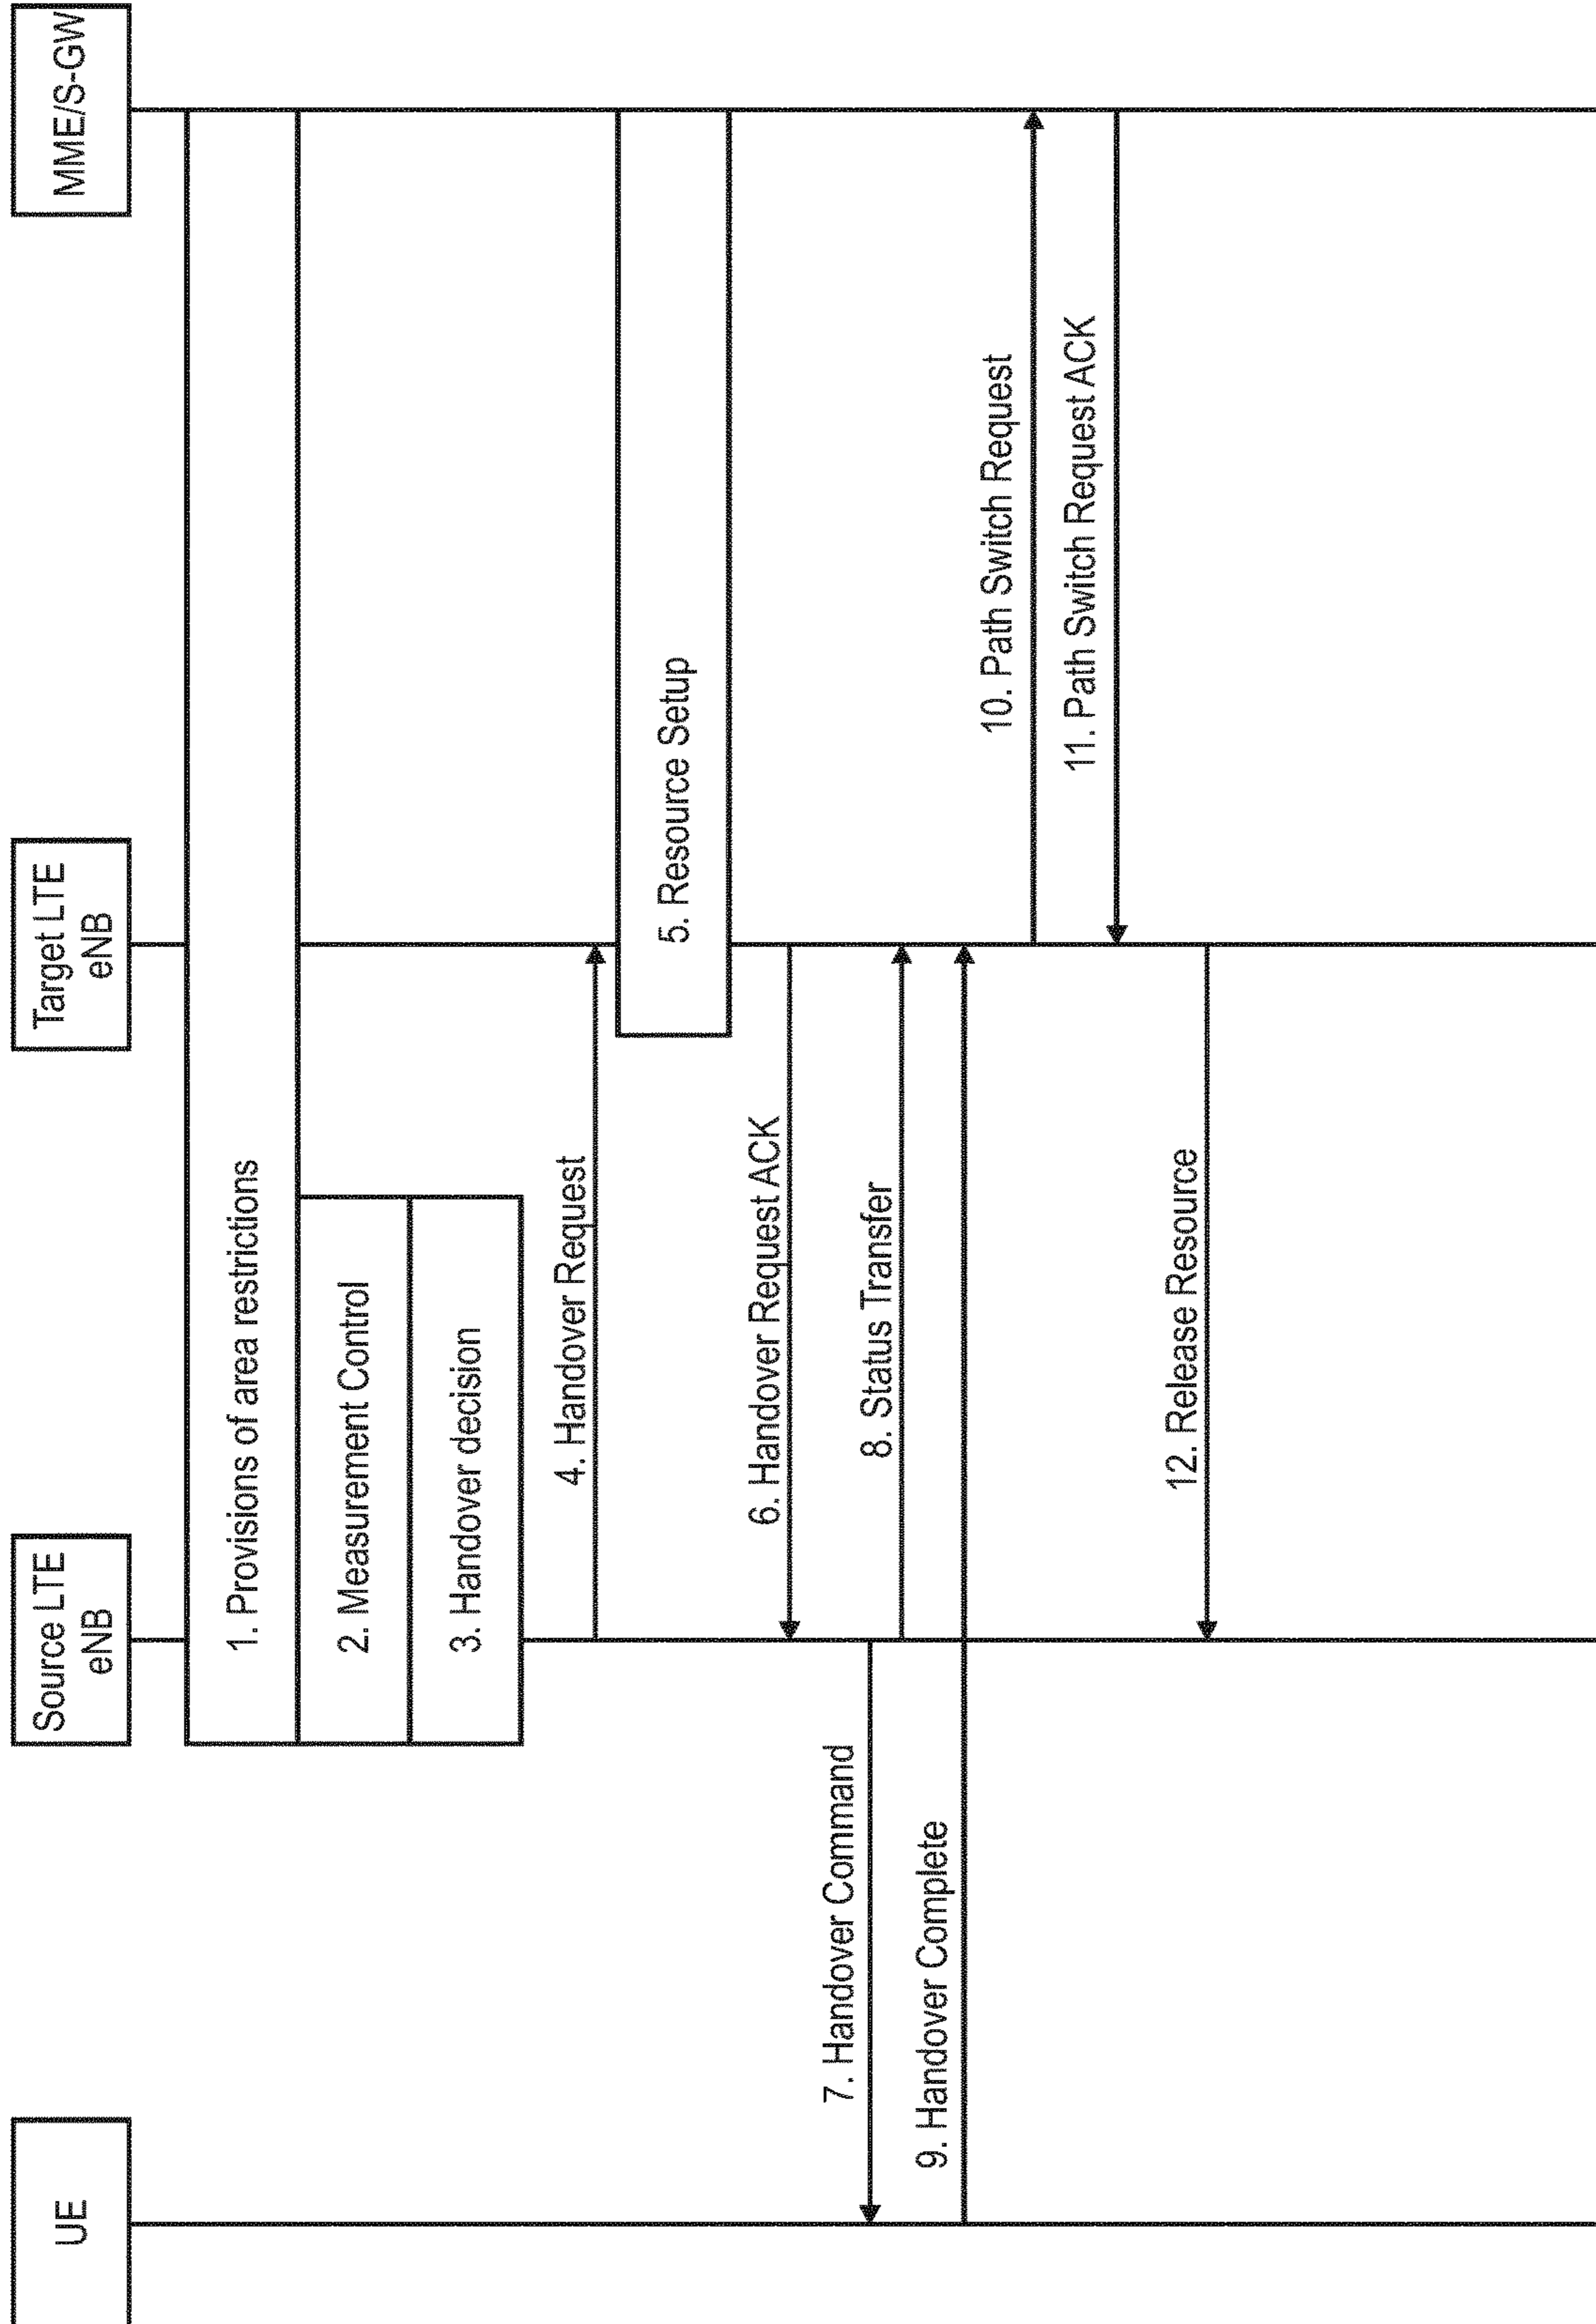 UE
Source LTE
eNB
Target LTE
eNB
MME/S-GW
1. Provisions of area restrictions
2. Measurement Control
3. Handover decision
4. Handover Request
5. Resource Setup
6. Handover Request ACK
7. Handover Command
8. Status Transfer
9. Handover Complete
10. Path Switch Request
11. Path Switch Request ACK
12. Release Resource